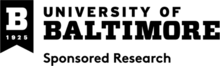 B
1925
UNIVERSITY OF
BALTIMORE
Sponsored Research